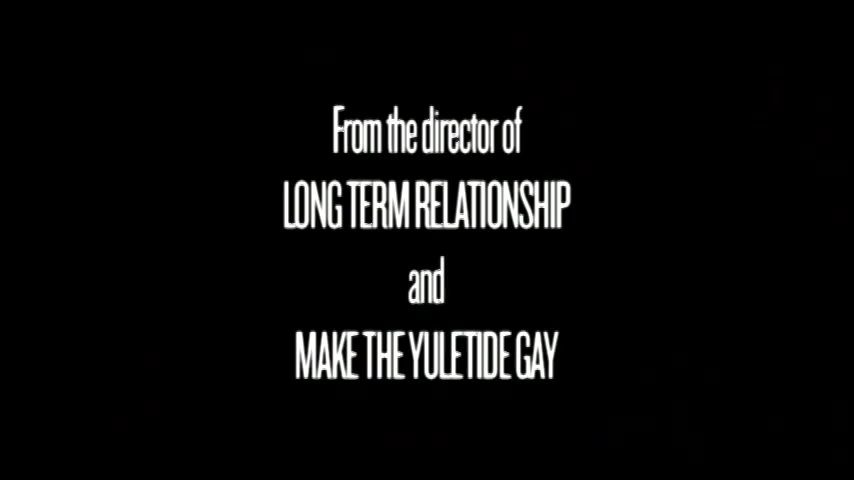 From the director of
LONG TERM RELATIONSHIP
and
MAKE THE YULETIDE GAY